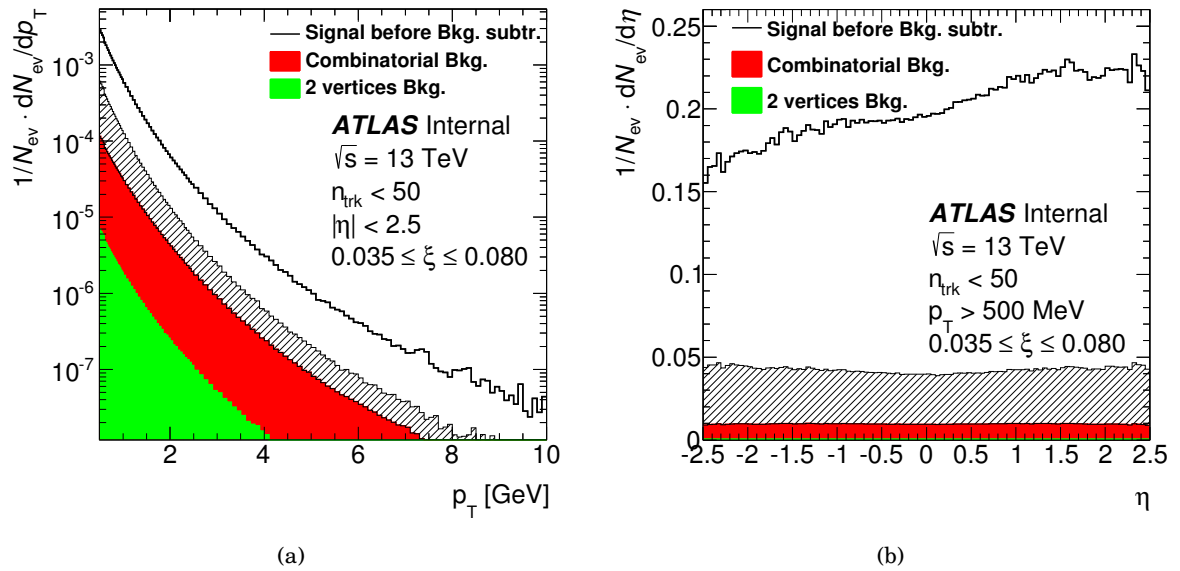 1/N_ev · dN_ev/dp_T
10^-3
10^-4
10^-5
10^-6
10^-7
Signal before Bkg. subtr.
Combinatorial Bkg.
2 vertices Bkg.
ATLAS Internal
√s = 13 TeV
n_trk < 50
|η| < 2.5
0.035 ≤ ξ ≤ 0.080
2 4 6 8 10
p_T [GeV]
(a)
1/N_ev · dN_ev/dη
0.25
0.2
0.15
0.1
0.05
0
Signal before Bkg. subtr.
Combinatorial Bkg.
2 vertices Bkg.
ATLAS Internal
√s = 13 TeV
n_trk < 50
p_T > 500 MeV
0.035 ≤ ξ ≤ 0.080
-2.5 -2 -1.5 -1 -0.5 0 0.5 1 1.5 2 2.5
η
(b)